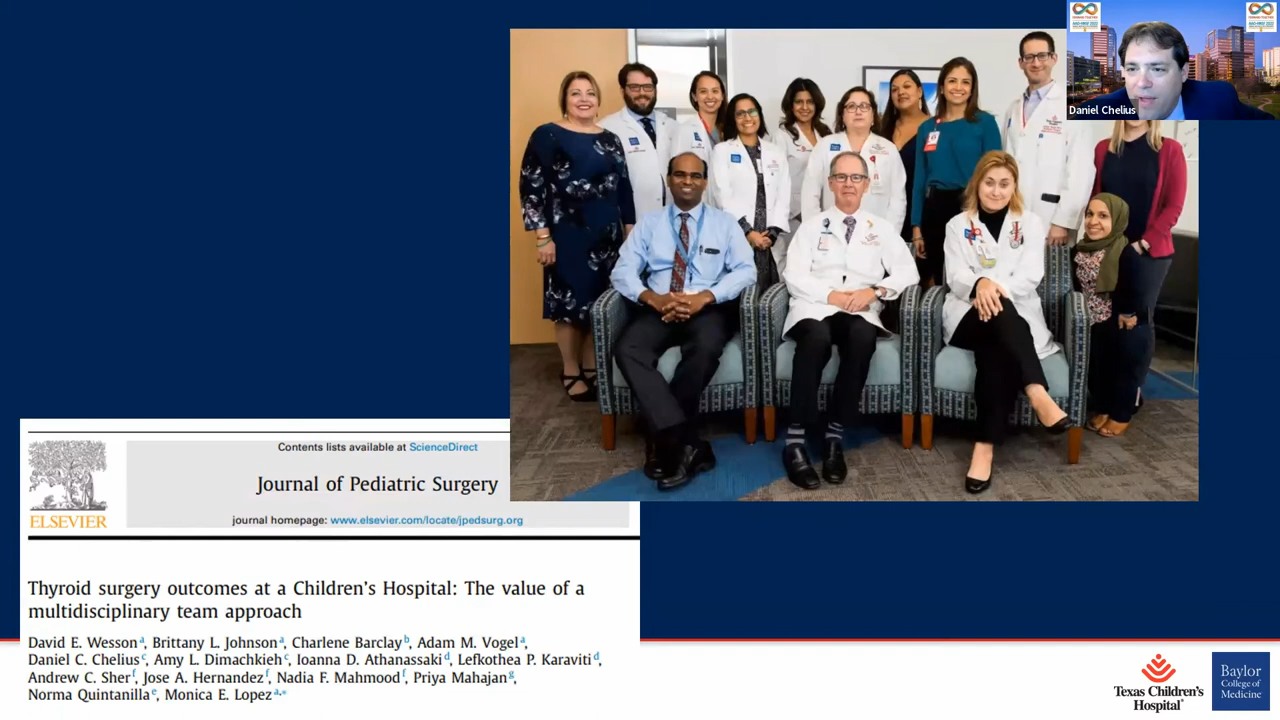 Daniel Chelius
Contents lists available at ScienceDirect
Journal of Pediatric Surgery
ELSEVIER
journal homepage: www.elsevier.com/locate/jpedsurg.org
Thyroid surgery outcomes at a Children's Hospital: The value of a
multidisciplinary team approach
David E. Wesson a, Brittany L. Johnson a, Charlene Barclay b, Adam M. Vogel a,
Daniel C. Chelius c, Amy L. Dimachkieh c, Ioanna D. Athanassaki d, Lefkothea P. Karaviti d,
Andrew C. Sher f, Jose A. Hernandez f, Nadia F. Mahmood f, Priya Mahajan g,
Norma Quintanilla e, Monica E. Lopez a,*
Texas Children's
Hospital®
Baylor
College of
Medicine